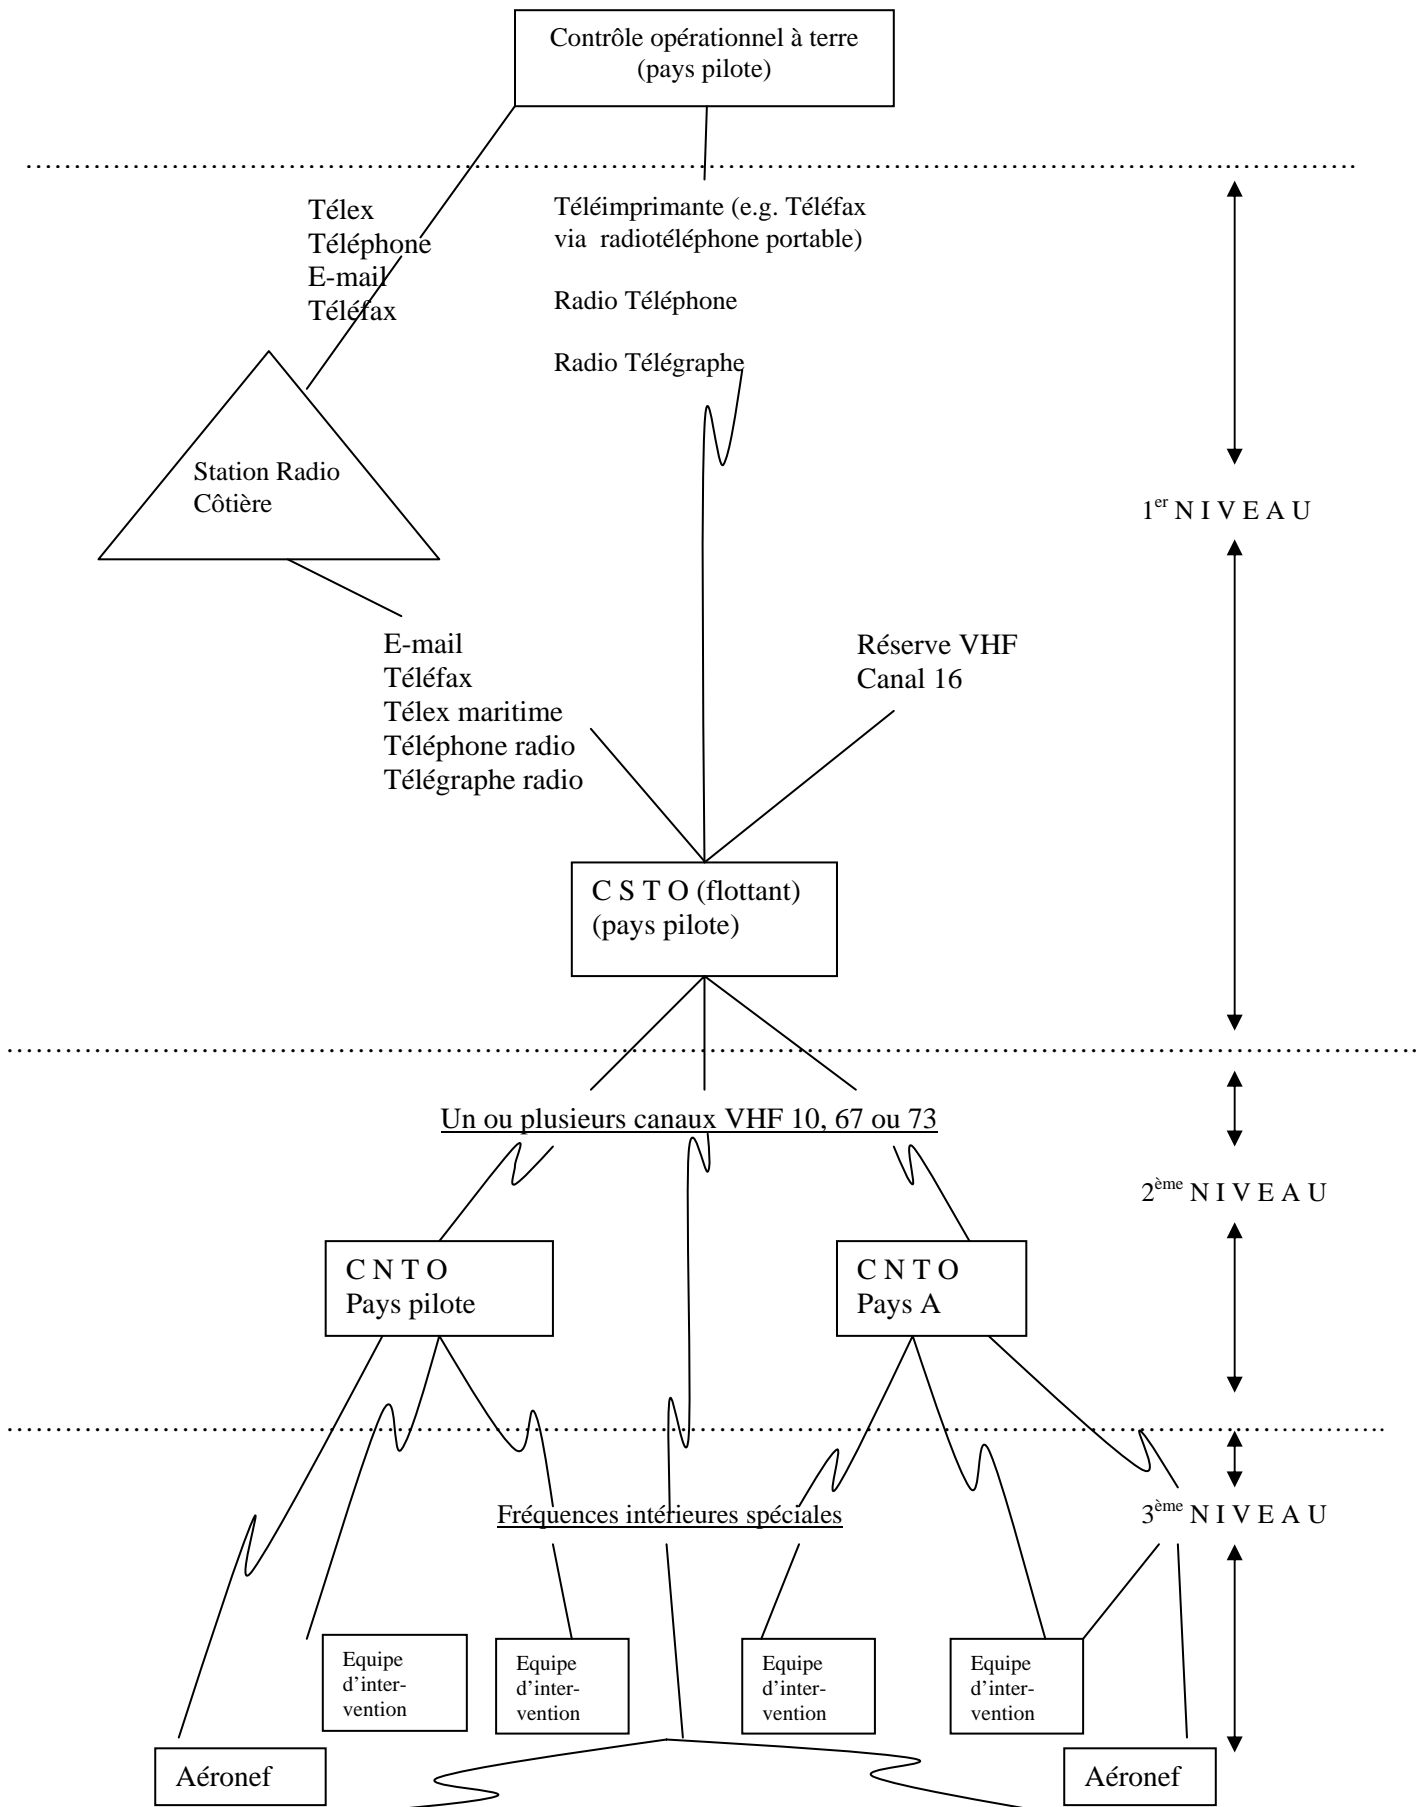 Contrôle opérationnel à terre
(pays pilote)
Télex
Téléphone
E-mail
Téléfax
Téléimprimante (e.g. Téléfax
via radiotéléphone portable)
Radio Téléphone
Radio Télégraphe
Station Radio
Côtière
1er N I V E A U
E-mail
Téléfax
Télex maritime
Téléphone radio
Télégraphe radio
Réserve VHF
Canal 16
C S T O (flottant)
(pays pilote)
Un ou plusieurs canaux VHF 10, 67 ou 73
2ème N I V E A U
C N T O
Pays pilote
C N T O
Pays A
Fréquences intérieures spéciales
3ème N I V E A U
Equipe
d'inter-
vention
Equipe
d'inter-
vention
Equipe
d'inter-
vention
Equipe
d'inter-
vention
Aéronef
Aéronef